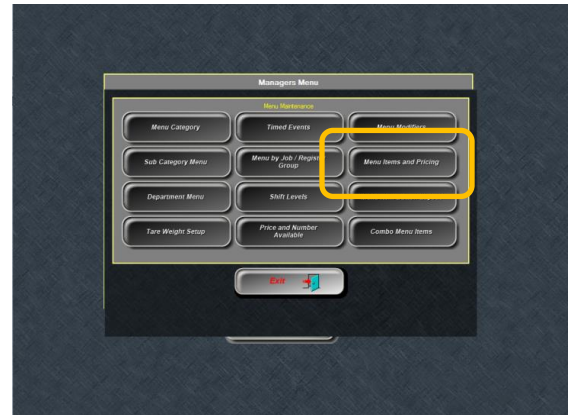 Managers Menu
Menu Maintenance
Menu Category
Timed Events
Menu Modifiers
Sub Category Menu
Menu by Job / Register
Group
Menu Items and Pricing
Department Menu
Shift Levels
Tare Weight Setup
Price and Number
Available
Combo Menu Items
Exit